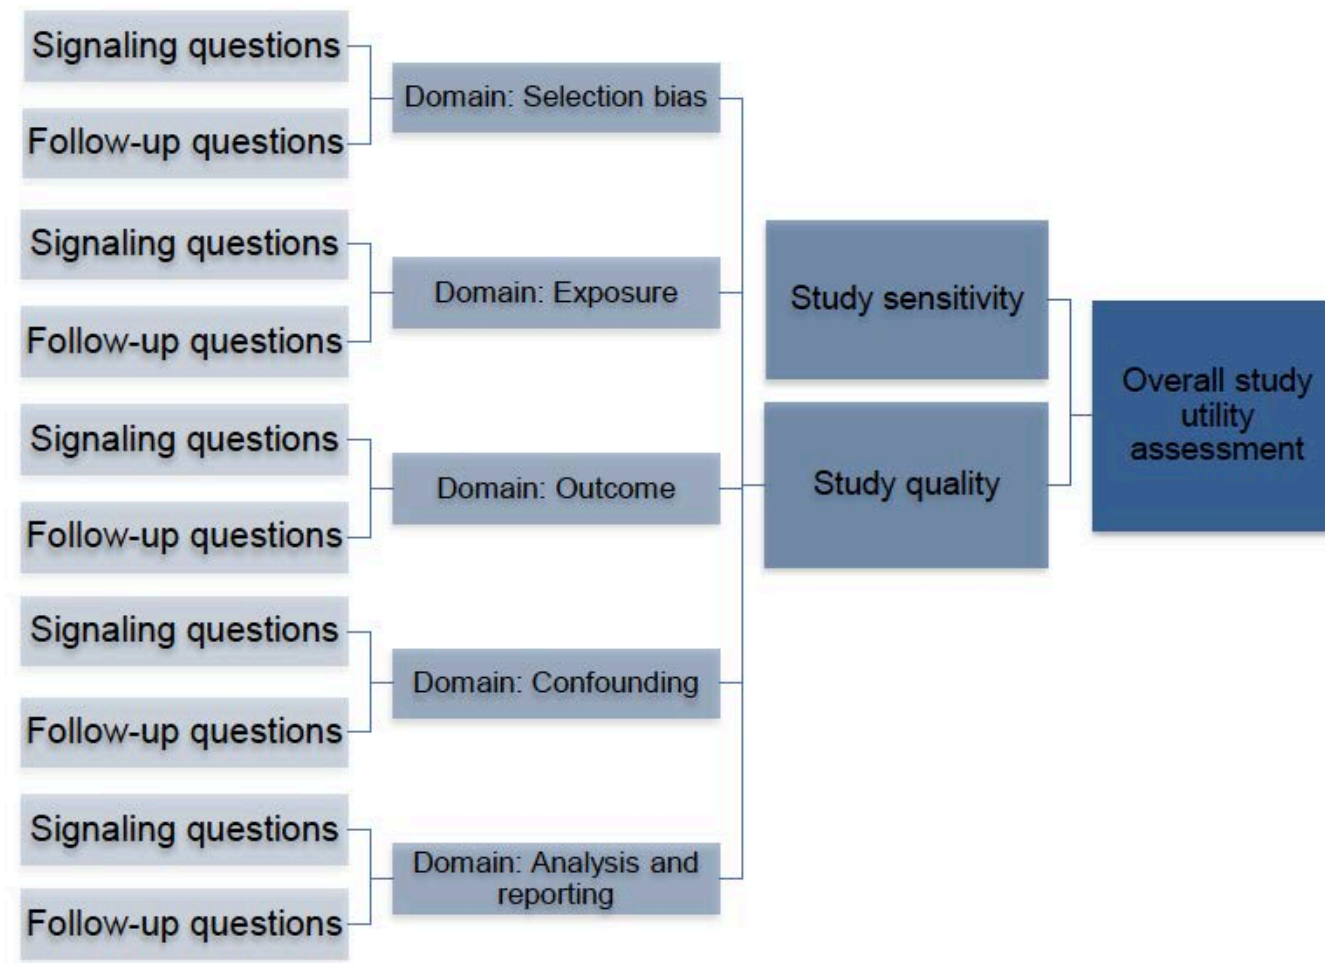 Signaling questions
Follow-up questions
Domain: Selection bias
Signaling questions
Follow-up questions
Domain: Exposure
Signaling questions
Follow-up questions
Domain: Outcome
Signaling questions
Follow-up questions
Domain: Confounding
Signaling questions
Follow-up questions
Domain: Analysis and
reporting
Study sensitivity
Study quality
Overall study
utility
assessment